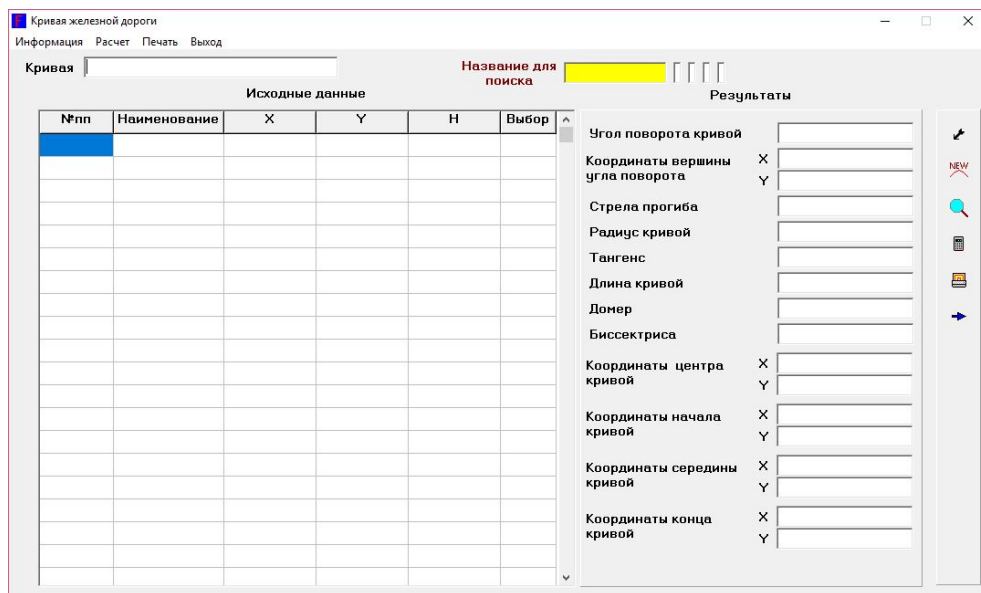 Кривая железной дороги
Информация Расчет Печать Выход
Кривая
Название для
поиска
Исходные данные
Результаты
№пп Наименование X Y H Выбор
Угол поворота кривой
Координаты вершины
угла поворота
X
Y
Стрела прогиба
Радиус кривой
Тангенс
Длина кривой
Домер
Биссектриса
Координаты центра
кривой
X
Y
Координаты начала
кривой
X
Y
Координаты середины
кривой
X
Y
Координаты конца
кривой
X
Y
NEW